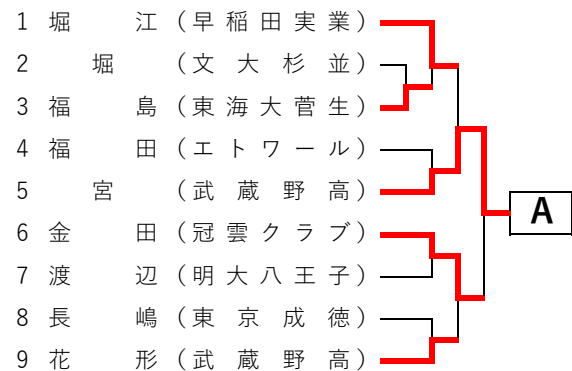 1 堀 江 （早稲田実業）
2 堀 （文大杉並）
3 福 島 （東海大菅生）
4 福 田 （エトワール）
5 宮 （武蔵野高）
A
6 金 田 （冠雲クラブ）
7 渡 辺 （明大八王子）
8 長 嶋 （東京成徳）
9 花 形 （武蔵野高）